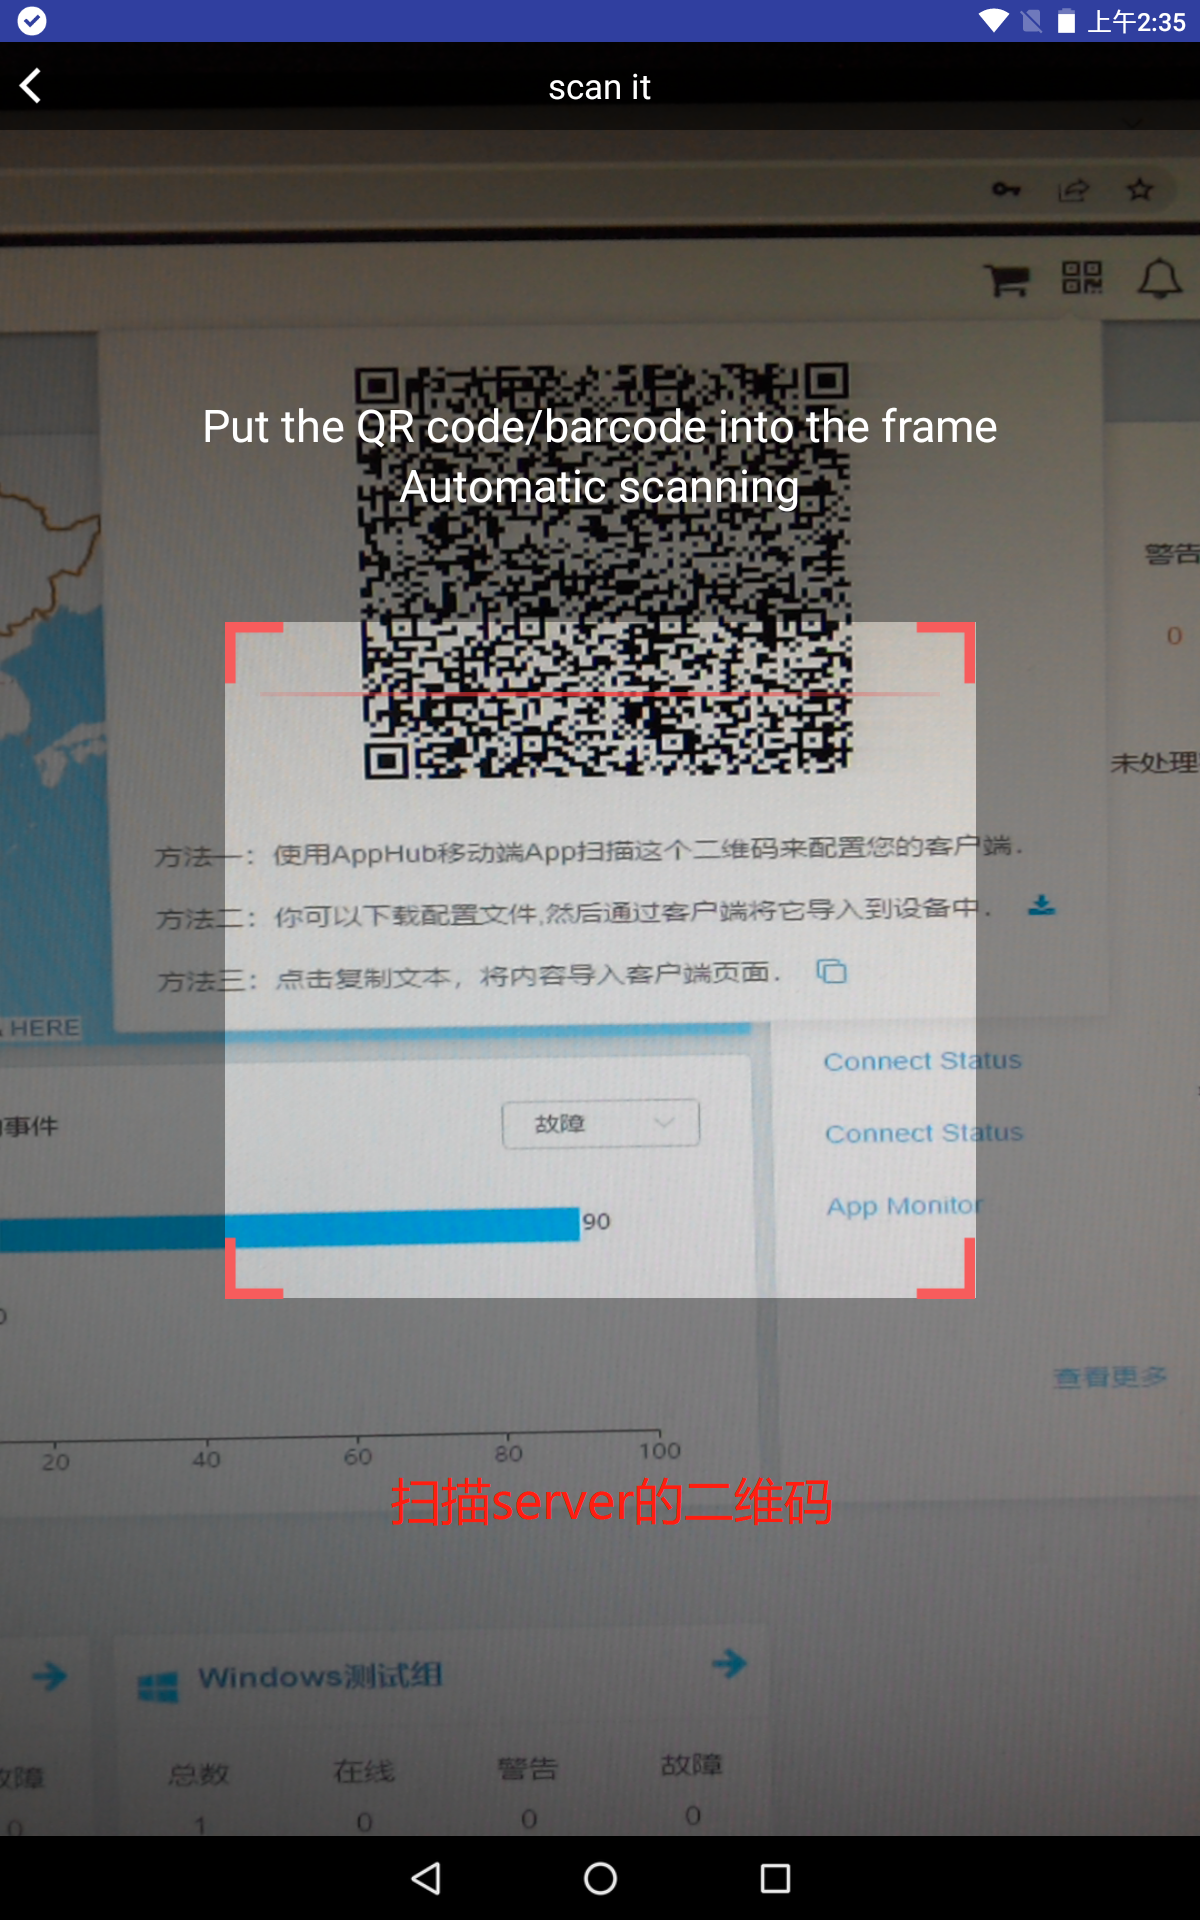 上午2:35
scan it
Put the QR code/barcode into the frame
Automatic scanning
警告
0
未处理
方法一：使用AppHub移动端App扫描这个二维码来配置您的客户端.
方法二：你可以下载配置文件,然后通过客户端将它导入到设备中.
方法三：点击复制文本，将内容导入客户端页面.
HERE
Connect Status
事件
故障
Connect Status
App Monitor
90
查看更多
20 40 60 80 100
扫描server的二维码
Windows测试组
故障 总数 在线 警告 故障
0 1 0 0 0